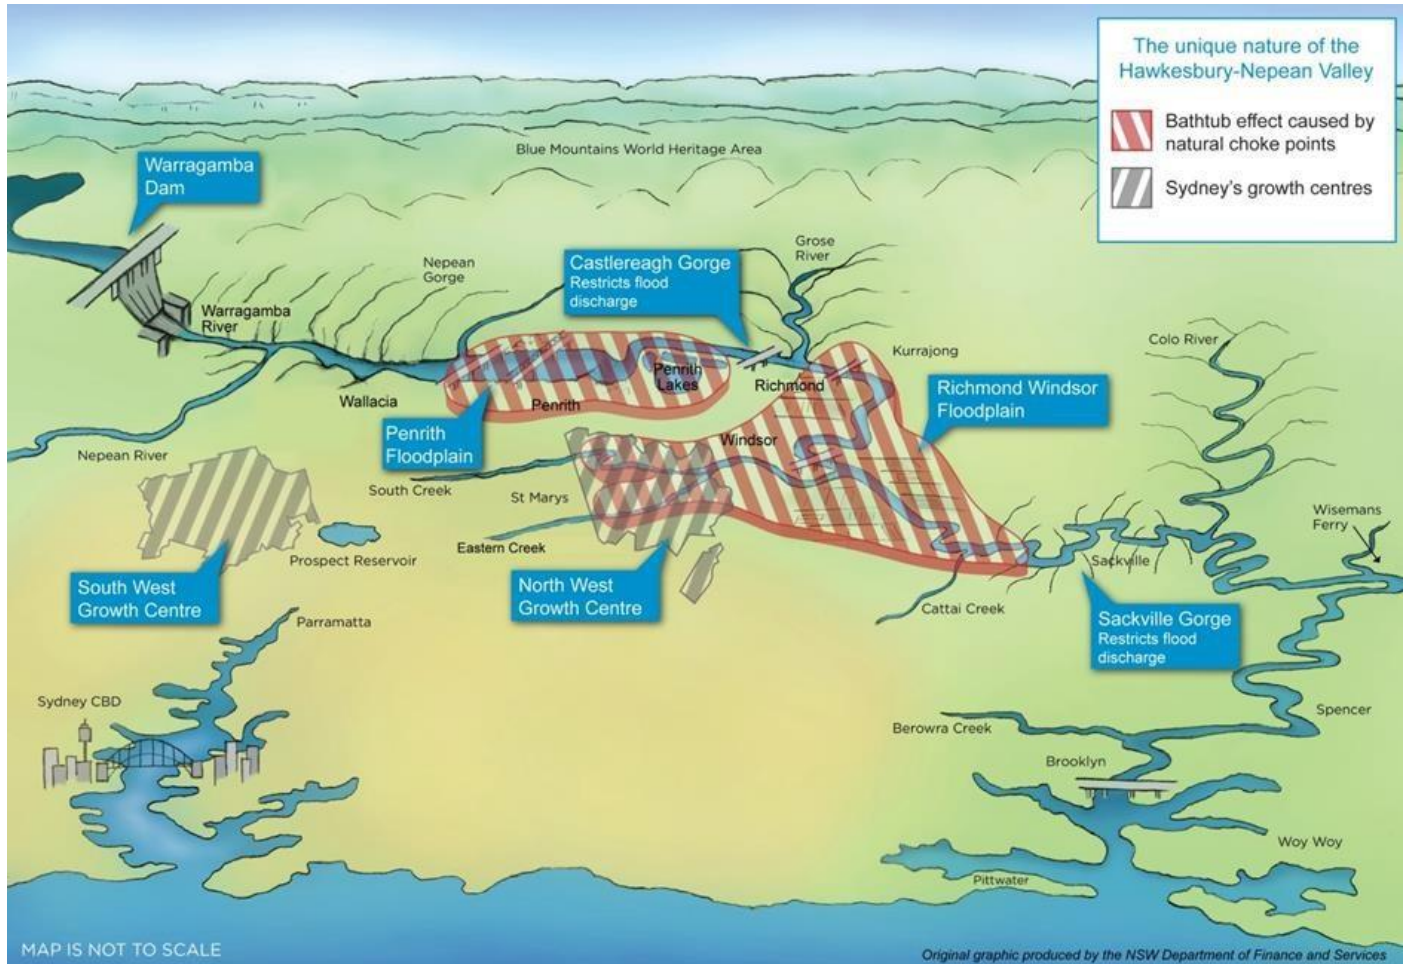 The unique nature of the
Hawkesbury-Nepean Valley
Bathtub effect caused by
natural choke points
Sydney's growth centres
Blue Mountains World Heritage Area
Warragamba
Dam
Nepean
Gorge
Castlereagh Gorge
Restricts flood
discharge
Grose
River
Warragamba
River
Colo River
Kurrajong
Penrith
Lakes
Richmond
Richmond Windsor
Floodplain
Wallacia
Penrith
Penrith
Floodplain
Windsor
Nepean River
South Creek
St Marys
Wisemans
Ferry
Eastern Creek
Prospect Reservoir
Sackville
South West
Growth Centre
North West
Growth Centre
Cattai Creek
Sackville Gorge
Restricts flood
discharge
Parramatta
Sydney CBD
Spencer
Berowra Creek
Brooklyn
Woy Woy
Pittwater
MAP IS NOT TO SCALE
Original graphic produced by the NSW Department of Finance and Services